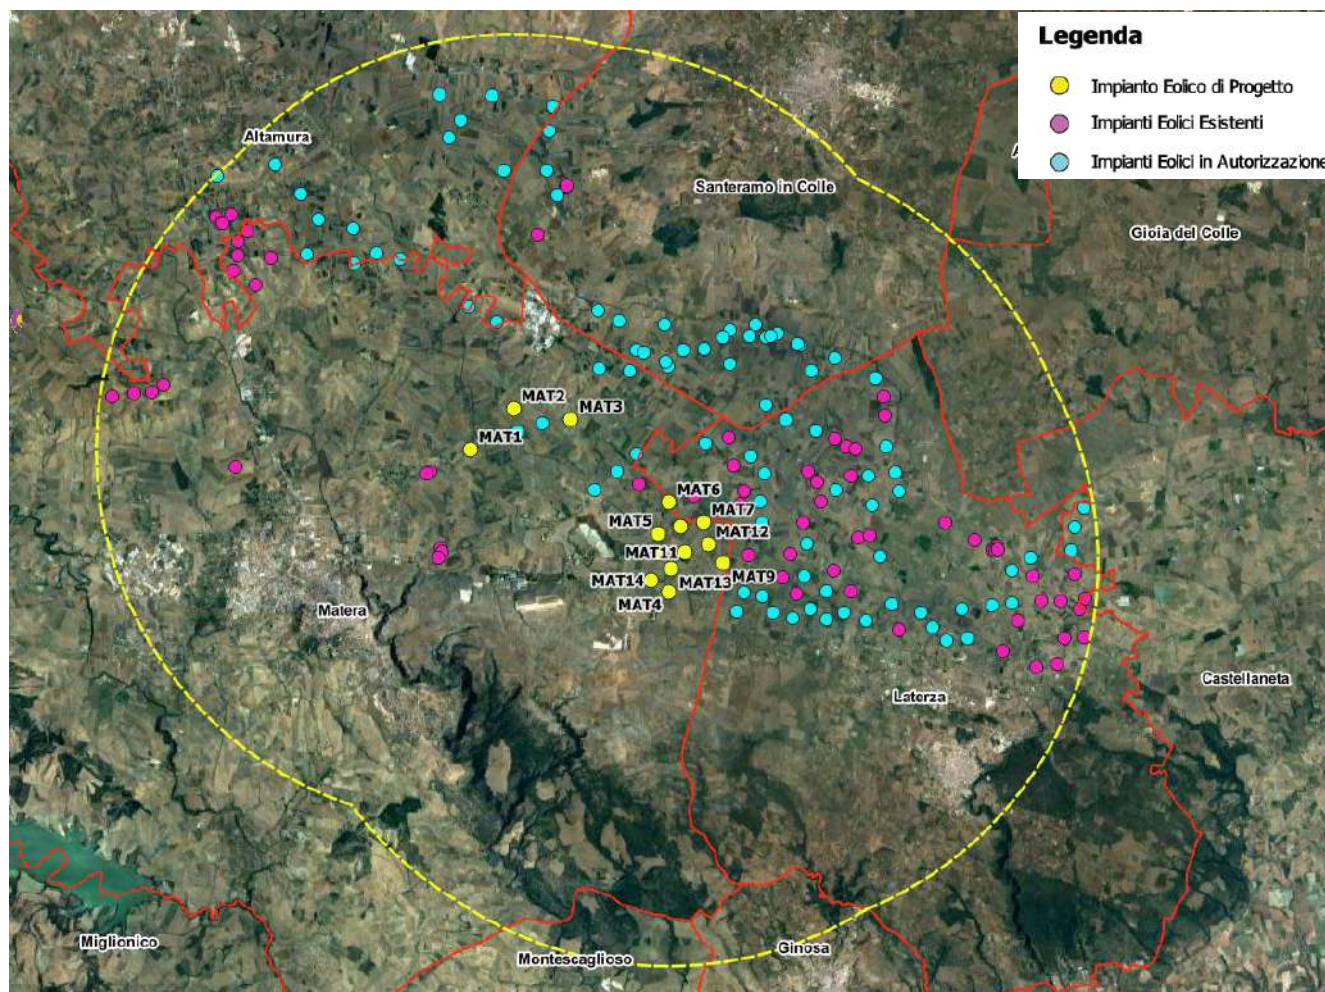 Legenda
Impianto Eolico di Progetto
Impianti Eolici Esistenti
Impianti Eolici in Autorizzazione
Altamura
Santeramo in Colle
Gioia del Colle
MAT2
MAT3
MAT1
MAT6
MAT7
MAT5
MAT12
MAT11
MAT14
MAT13
MAT9
MAT4
Matera
Laterza
Castellaneta
Miglionico
Montescaglioso
Ginosa